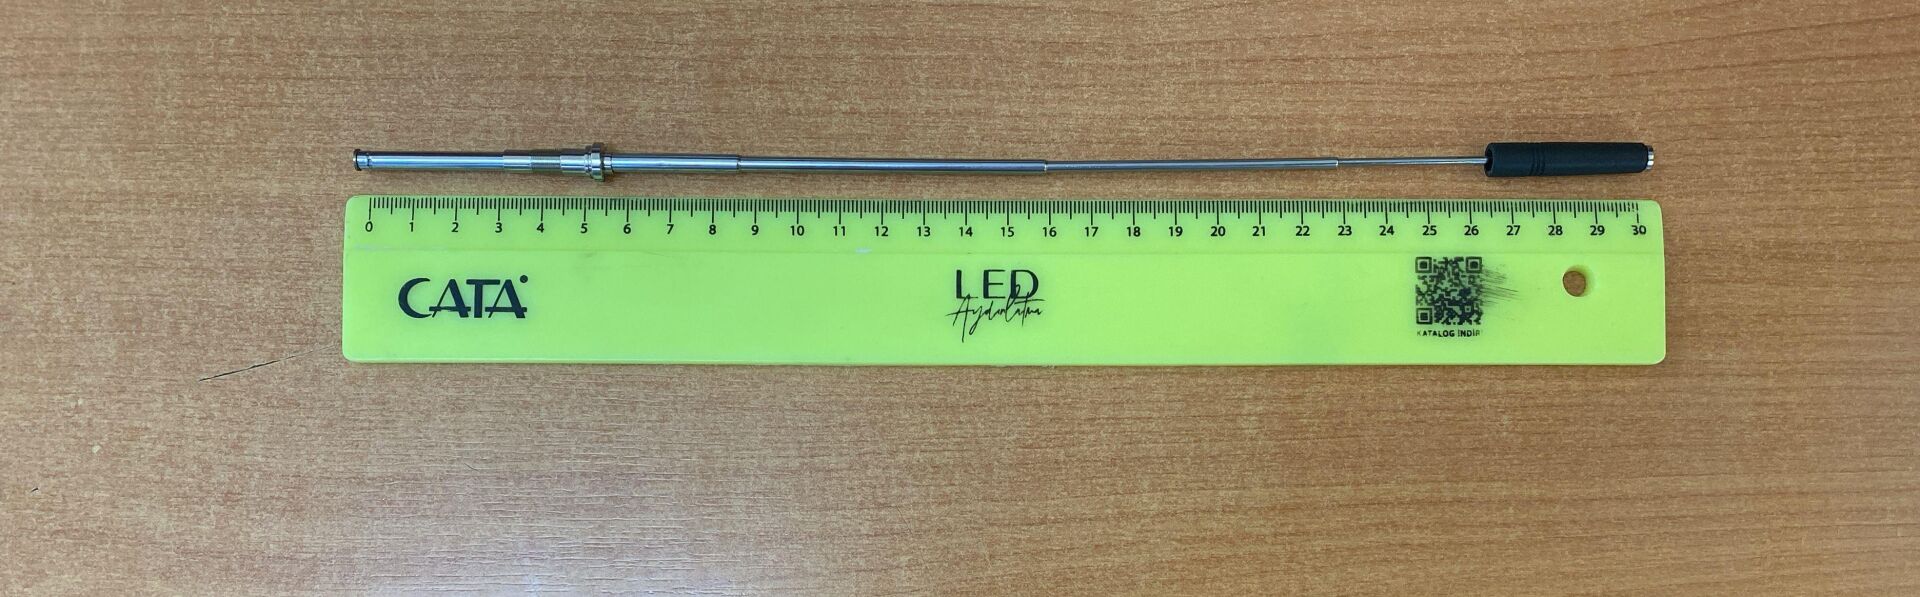 0 1 2 3 4 5 6 7 8 9 10 11 12 13 14 15 16 17 18 19 20 21 22 23 24 25 26 27 28 29 30
CATA
LED
Aydınlatma
KATALOG İNDİR